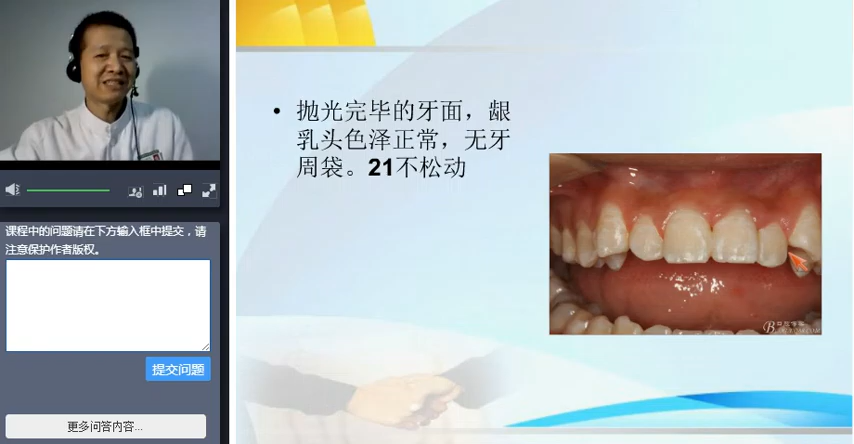 课程中的问题请在下方输入框中提交，请
注意保护作者版权。
提交问题
更多问答内容...
• 抛光完毕的牙面，龈
乳头色泽正常，无牙
周袋。21不松动